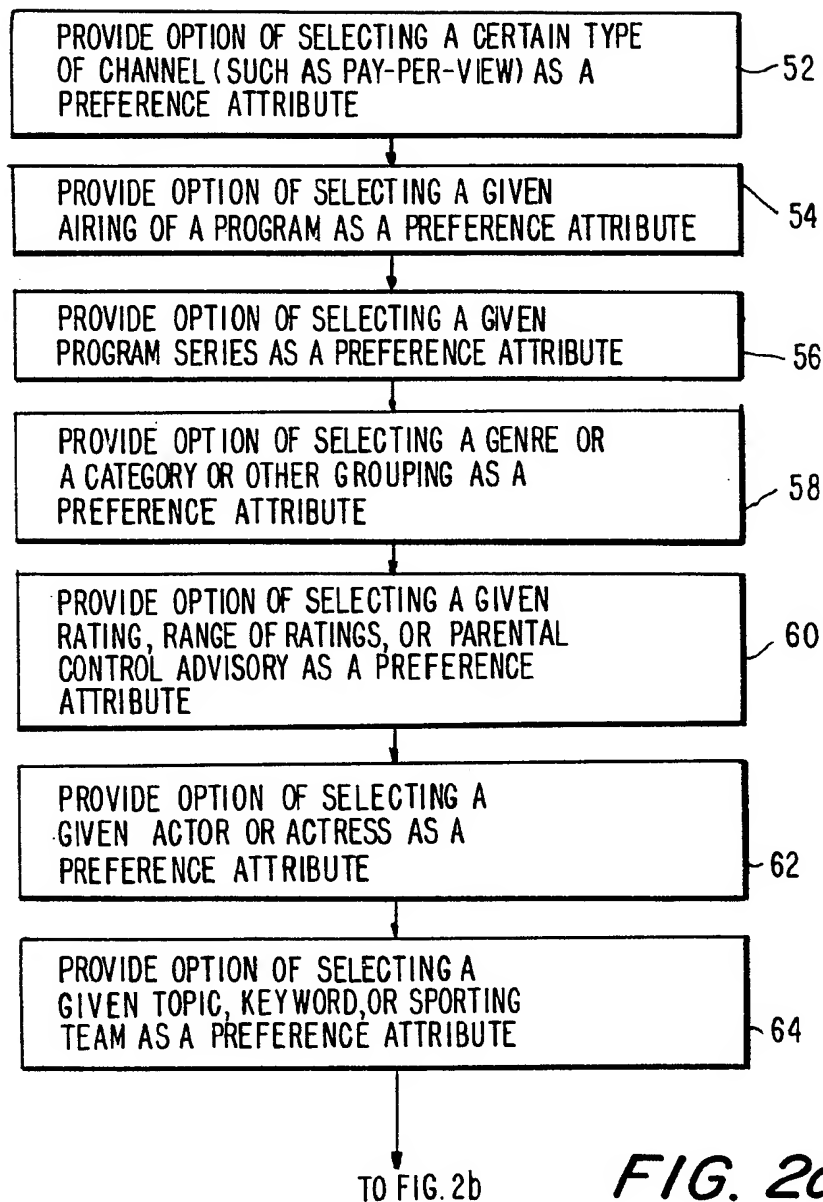 PROVIDE OPTION OF SELECTING A CERTAIN TYPE
OF CHANNEL (SUCH AS PAY-PER-VIEW) AS A
PREFERENCE ATTRIBUTE
52
PROVIDE OPTION OF SELECTING A GIVEN
AIRING OF A PROGRAM AS A PREFERENCE ATTRIBUTE
54
PROVIDE OPTION OF SELECTING A GIVEN
PROGRAM SERIES AS A PREFERENCE ATTRIBUTE
56
PROVIDE OPTION OF SELECTING A GENRE OR
A CATEGORY OR OTHER GROUPING AS A
PREFERENCE ATTRIBUTE
58
PROVIDE OPTION OF SELECTING A GIVEN
RATING, RANGE OF RATINGS, OR PARENTAL
CONTROL ADVISORY AS A PREFERENCE
ATTRIBUTE
60
PROVIDE OPTION OF SELECTING A
GIVEN ACTOR OR ACTRESS AS A
PREFERENCE ATTRIBUTE
62
PROVIDE OPTION OF SELECTING A
GIVEN TOPIC, KEYWORD, OR SPORTING
TEAM AS A PREFERENCE ATTRIBUTE
64
TO FIG. 2b
FIG. 2a